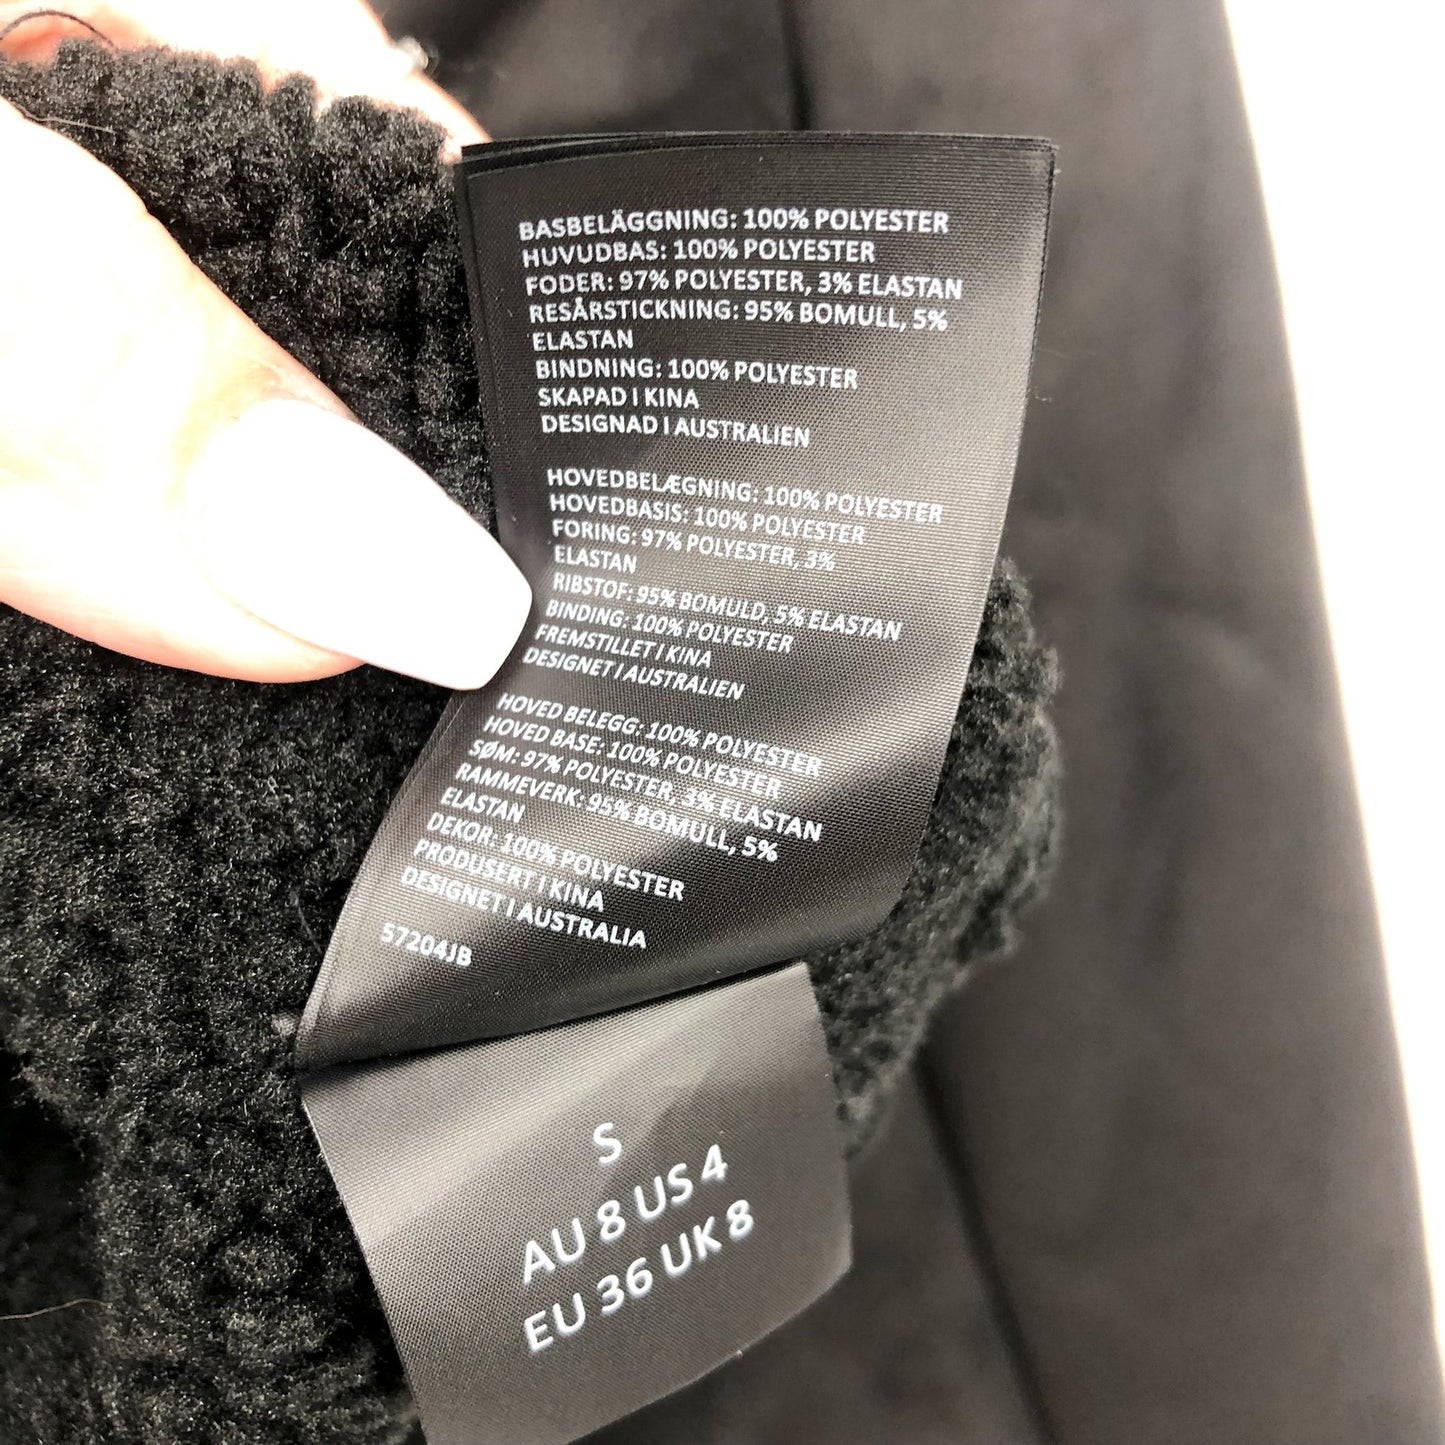 BASBELÄGGNING: 100% POLYESTER
HUVUDBAS: 100% POLYESTER
FODER: 97% POLYESTER, 3% ELASTAN
RESÅRSTICKNING: 95% BOMULL, 5%
ELASTAN
BINDNING: 100% POLYESTER
SKAPAD I KINA
DESIGNAD I AUSTRALIEN
HOVEDBELÆGNING: 100% POLYESTER
HOVEDBASIS: 100% POLYESTER
FORING: 97% POLYESTER, 3%
ELASTAN
RIBSTOF: 95% BOMULD, 5% ELASTAN
BINDING: 100% POLYESTER
FREMSTILLET I KINA
DESIGNET I AUSTRALIEN
HOVED BELEGG: 100% POLYESTER
HOVED BASE: 100% POLYESTER
SØM: 97% POLYESTER, 3% ELASTAN
RAMMEVERK: 95% BOMULL, 5%
ELASTAN
DEKOR: 100% POLYESTER
PRODUSERT I KINA
DESIGNET I AUSTRALIA
57204JB
S
AU 8 US 4
EU 36 UK 8